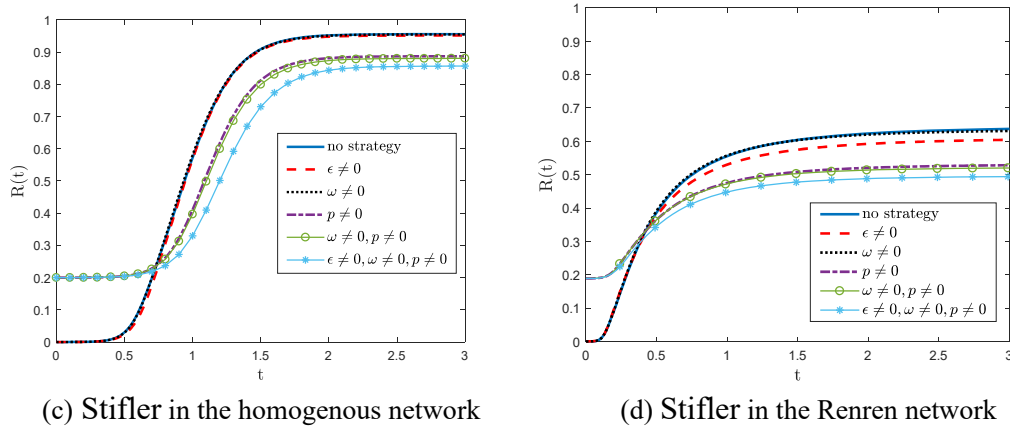 1
0.9
0.8
0.7
0.6
0.5
0.4
0.3
0.2
0.1
0
R(t)
0 0.5 1 1.5 2 2.5 3
t
no strategy
ϵ ≠ 0
ω ≠ 0
p ≠ 0
ω ≠ 0, p ≠ 0
ϵ ≠ 0, ω ≠ 0, p ≠ 0
(c) Stifler in the homogenous network
1
0.9
0.8
0.7
0.6
0.5
0.4
0.3
0.2
0.1
0
R(t)
0 0.5 1 1.5 2 2.5 3
t
no strategy
ϵ ≠ 0
ω ≠ 0
p ≠ 0
ω ≠ 0, p ≠ 0
ϵ ≠ 0, ω ≠ 0, p ≠ 0
(d) Stifler in the Renren network